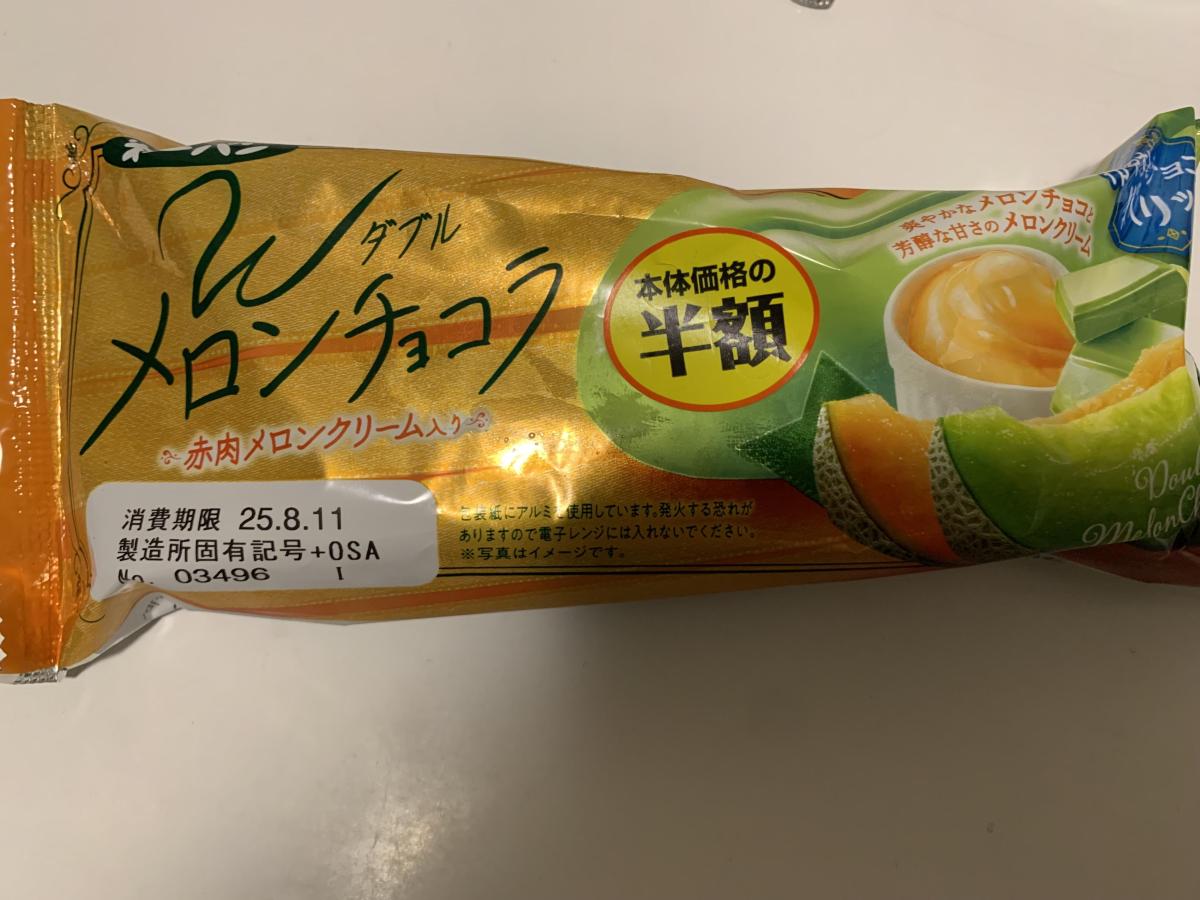 W
ダブル
メロンチョコラ
赤肉メロンクリーム入り
本体価格の
半額
爽やかなメロンチョコと
芳醇な甘さのメロンクリーム
消費期限 25.8.11
製造所固有記号+OSA
No. 03496 I
包装紙にアルミを使用しています。発火する恐れが
ありますので電子レンジには入れないでください。
※写真はイメージです。